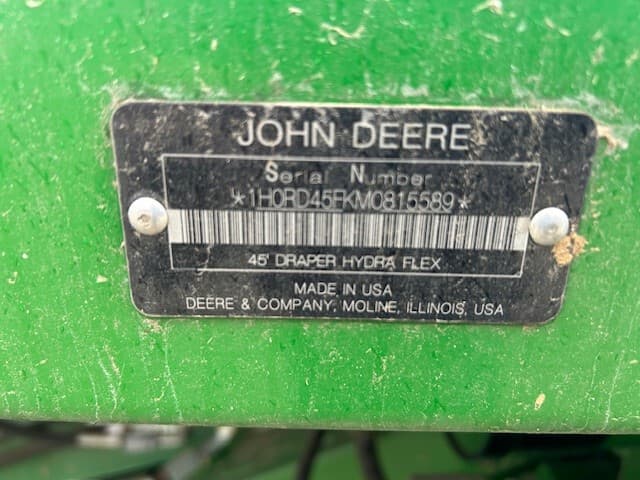 JOHN DEERE
Serial Number
*1H0RD45FKM0815589*
45' DRAPER HYDRA FLEX
MADE IN USA
DEERE & COMPANY, MOLINE, ILLINOIS, USA